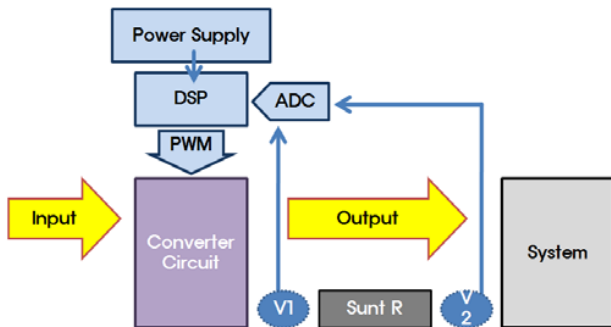 Power Supply
DSP
ADC
PWM
Input
Converter
Circuit
Output
System
V1
Sunt R
V
2